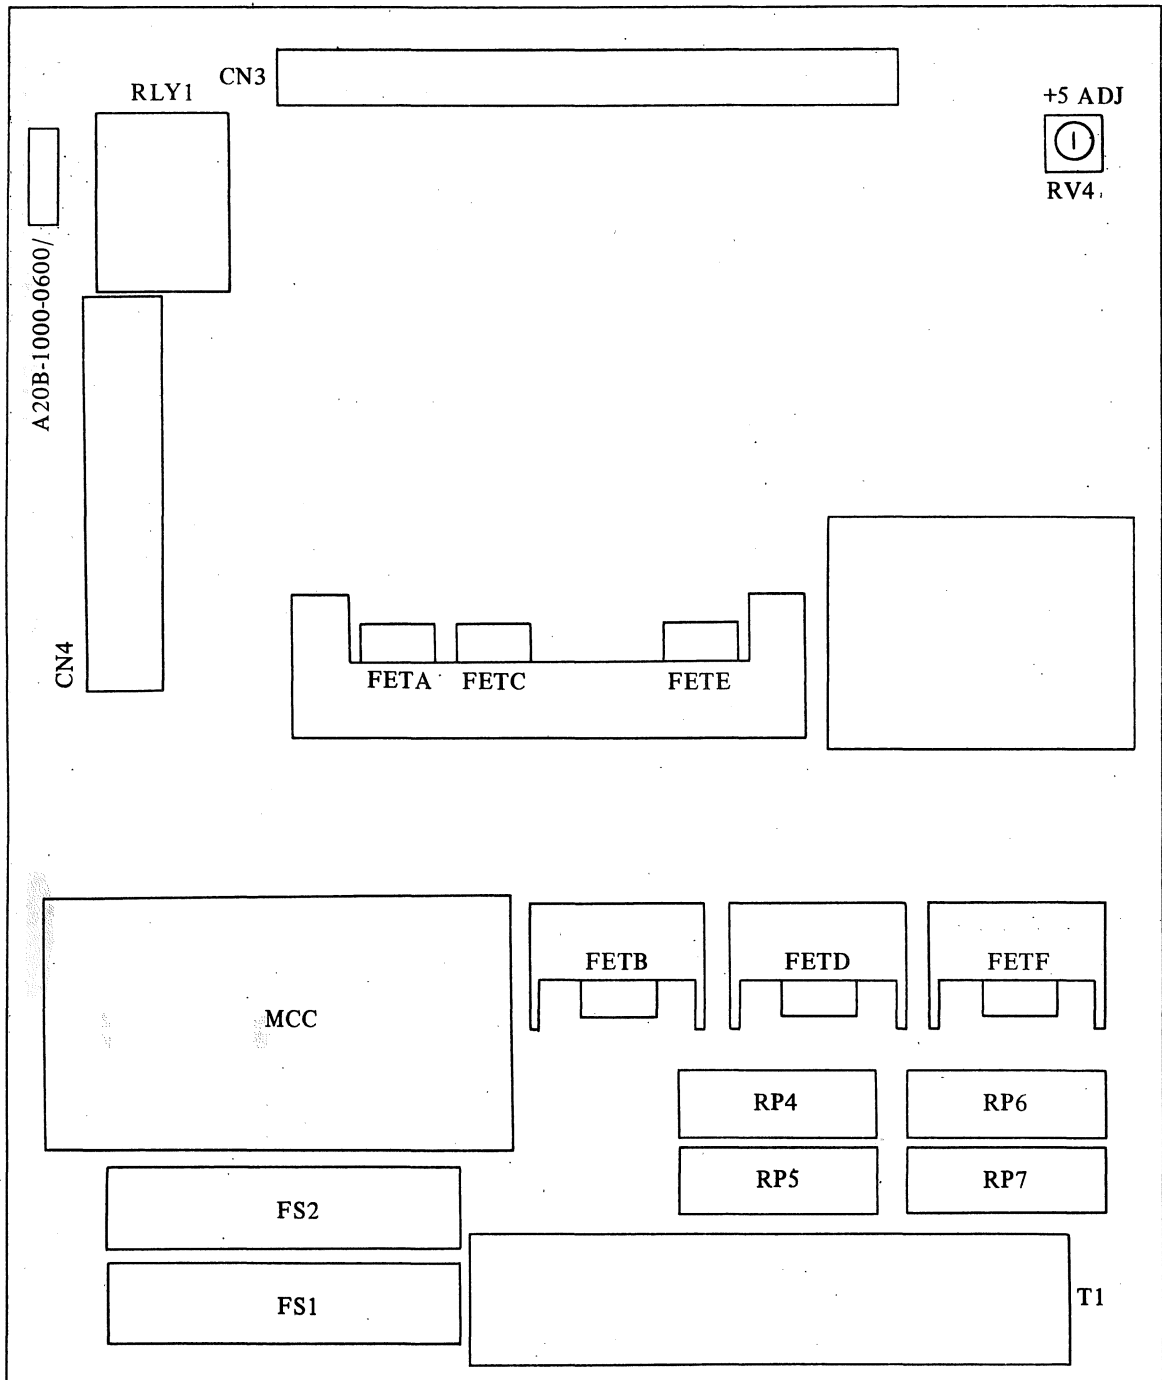 CN3
RLY1
+5 ADJ
RV4
A20B-1000-0600/
CN4
FETA
FETC
FETE
FETB
FETD
FETF
MCC
RP4
RP6
RP5
RP7
FS2
FS1
T1